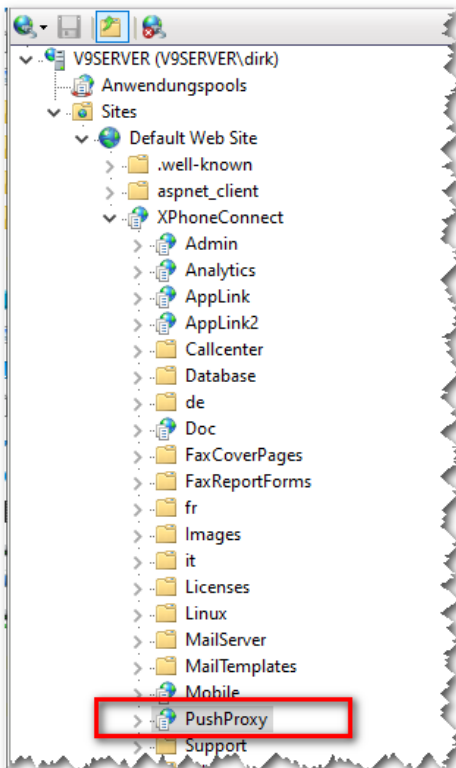 V9SERVER (V9SERVER\dirk)
Anwendungspools
Sites
Default Web Site
.well-known
aspnet_client
XPhoneConnect
Admin
Analytics
AppLink
AppLink2
Callcenter
Database
de
Doc
FaxCoverPages
FaxReportForms
fr
Images
it
Licenses
Linux
MailServer
MailTemplates
Mobile
PushProxy
Support